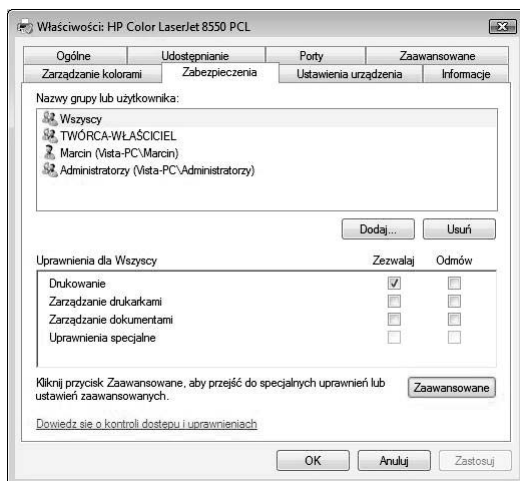 Właściwości: HP Color LaserJet 8550 PCL
Ogólne Udostępnianie Porty Zaawansowane
Zarządzanie kolorami Zabezpieczenia Ustawienia urządzenia Informacje
Nazwy grupy lub użytkownika:
Wszyscy
TWÓRCA-WŁAŚCICIEL
Marcin (Vista-PC\Marcin)
Administratorzy (Vista-PC\Administratorzy)
Dodaj... Usuń
Uprawnienia dla Wszyscy Zezwalaj Odmów
Drukowanie
Zarządzanie drukarkami
Zarządzanie dokumentami
Uprawnienia specjalne
Kliknij przycisk Zaawansowane, aby przejść do specjalnych uprawnień lub
ustawień zaawansowanych.
Zaawansowane
Dowiedz się o kontroli dostępu i uprawnieniach
OK Anuluj Zastosuj